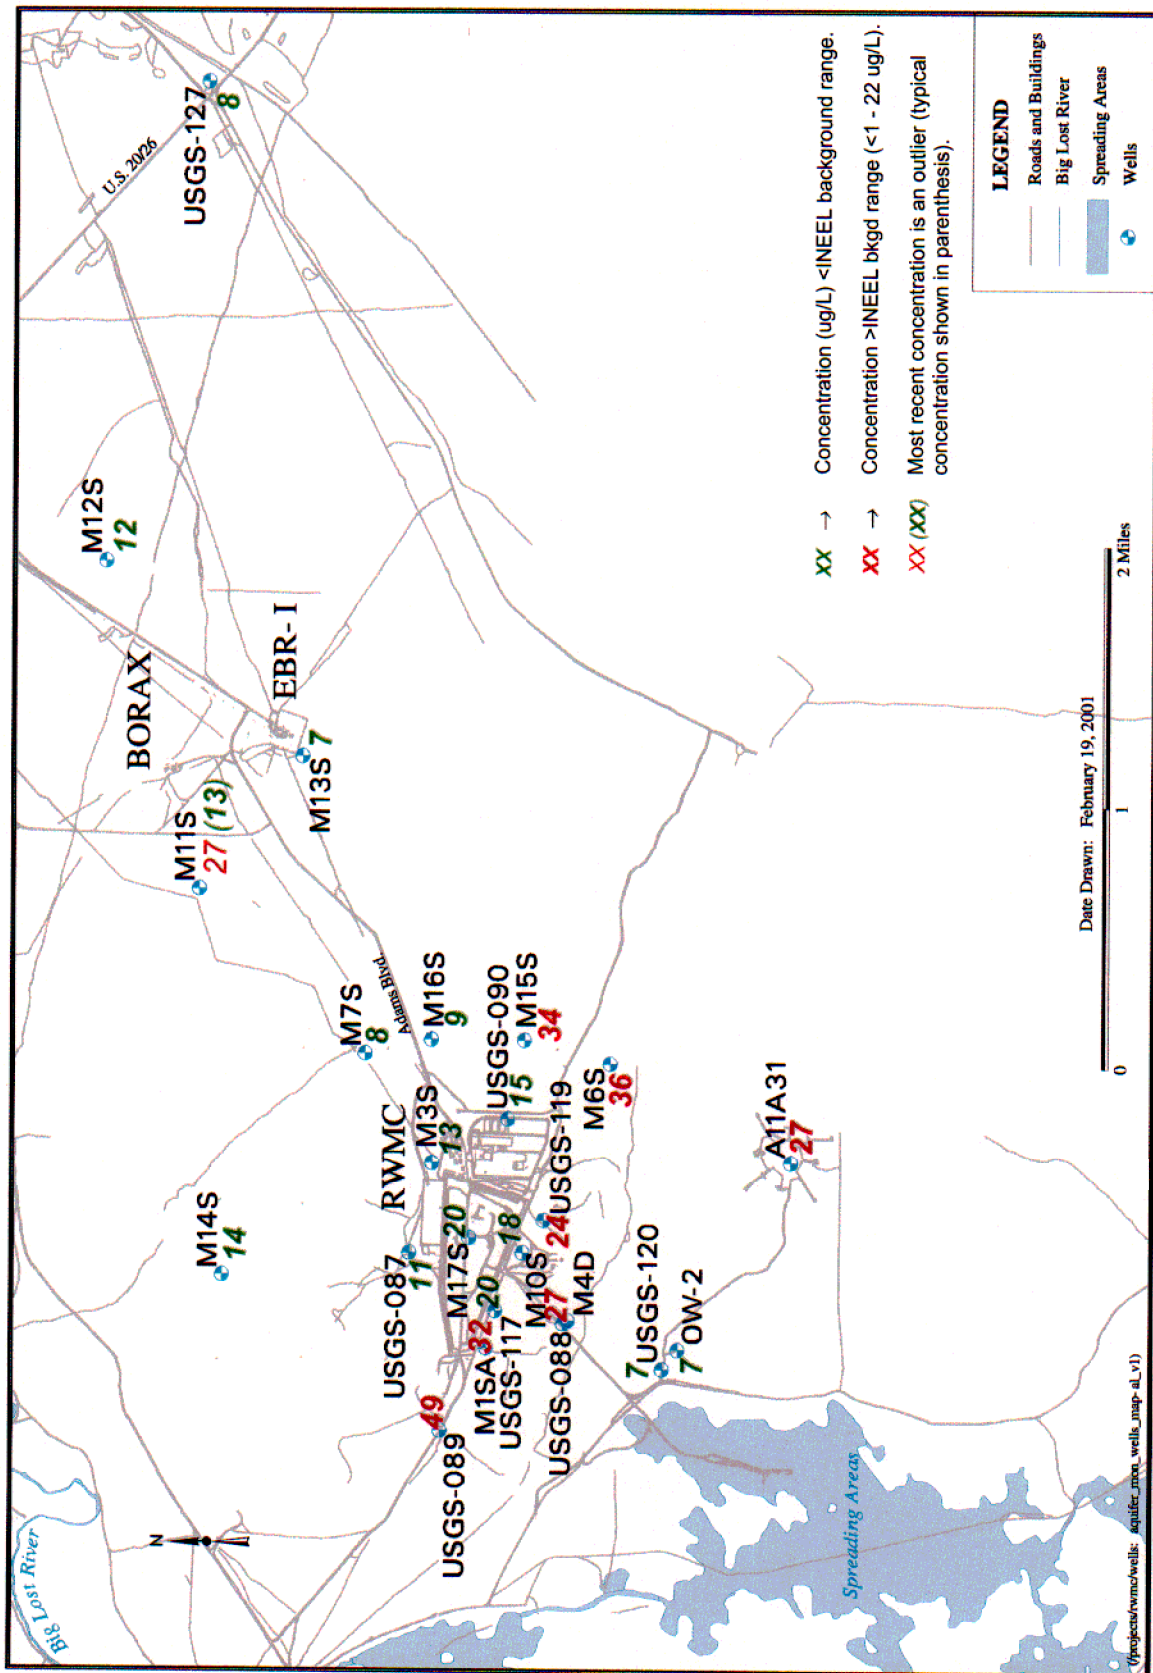 Big Lost River
N
U.S. 20/26
USGS-127
8
M12S
12
BORAX
EBR-I
M11S
27 (13)
M13S 7
M14S
14
M7S
8
Adams Blvd.
RWMC
M16S
9
M3S
13
USGS-090
15
M15S
34
USGS-087
11
M17S 20
USGS-089
49
M1SA 32
USGS-117
20
M10S
18
USGS-119
24
USGS-088
27
M4D
M6S
36
USGS-120
7
OW-2
7
A11A31
27
Spreading Areas
XX → Concentration (ug/L) <INEEL background range.
XX → Concentration >INEEL bkgd range (<1 - 22 ug/L).
XX (XX) Most recent concentration is an outlier (typical
concentration shown in parenthesis).
LEGEND
Roads and Buildings
Big Lost River
Spreading Areas
Wells
Date Drawn: February 19, 2001
0 1 2 Miles
(/projects/rwmc/wells: aquifer_mon_wells_map- al_v1)